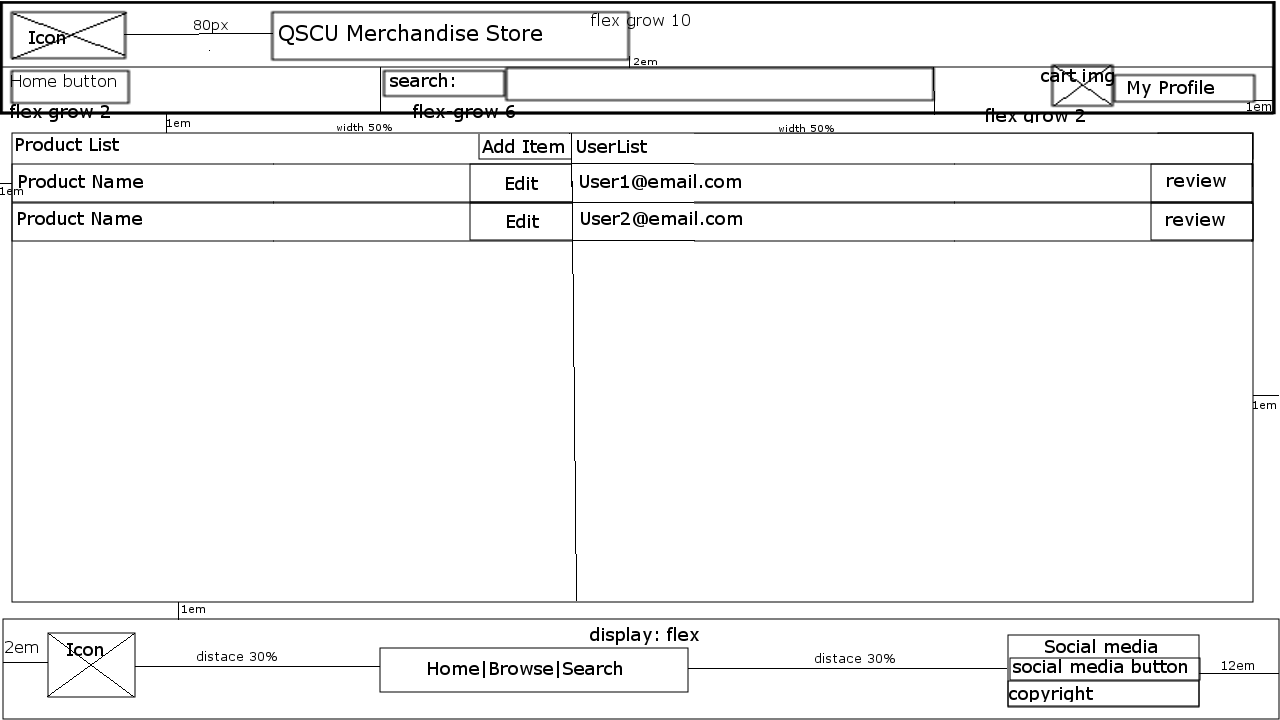 Icon
80px
QSCU Merchandise Store
flex grow 10
2em
Home button
search:
cart img
My Profile
flex grow 2
flex grow 6
flex grow 2
1em
1em
width 50%
width 50%
Product List
Add Item
UserList
1em
Product Name
Edit
User1@email.com
review
Product Name
Edit
User2@email.com
review
1em
1em
display: flex
2em
Icon
distace 30%
Home|Browse|Search
distace 30%
Social media
social media button
12em
copyright